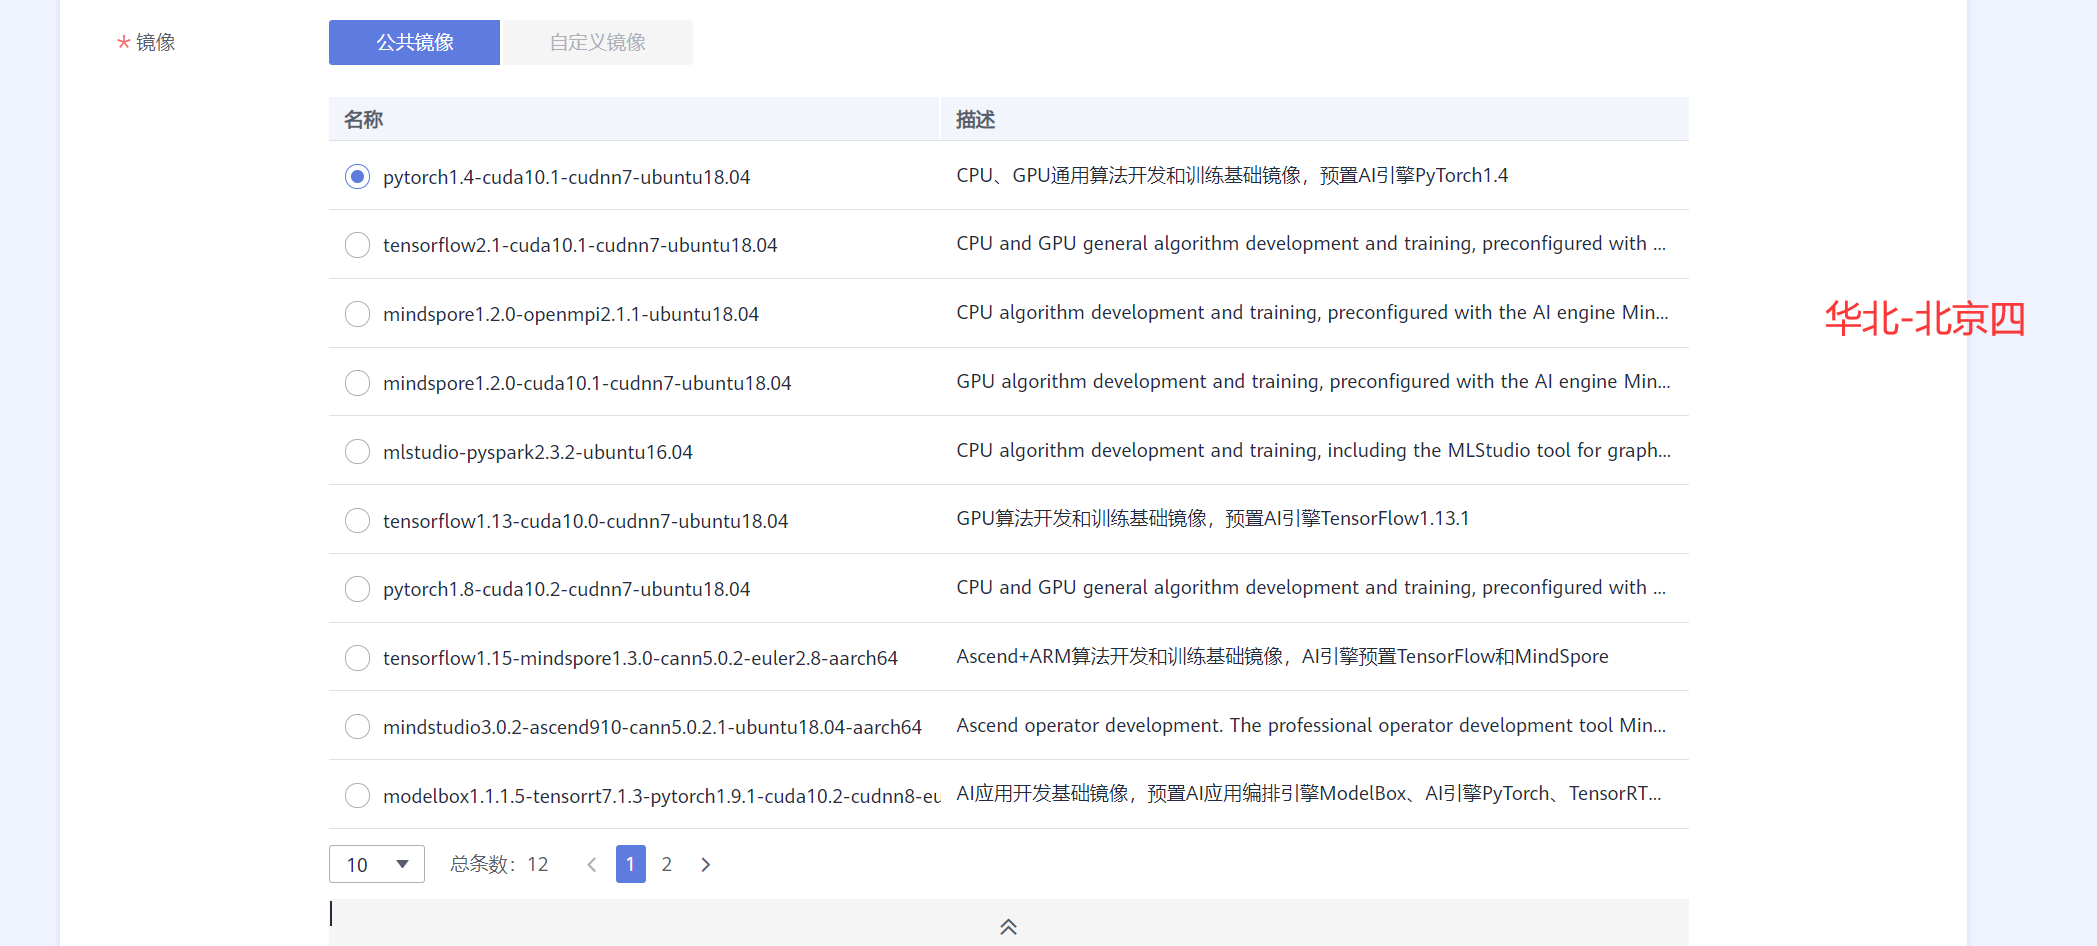 * 镜像
公共镜像
自定义镜像
名称
描述
pytorch1.4-cuda10.1-cudnn7-ubuntu18.04
CPU、GPU通用算法开发和训练基础镜像，预置AI引擎PyTorch1.4
tensorflow2.1-cuda10.1-cudnn7-ubuntu18.04
CPU and GPU general algorithm development and training, preconfigured with ...
mindspore1.2.0-openmpi2.1.1-ubuntu18.04
CPU algorithm development and training, preconfigured with the AI engine Min...
华北-北京四
mindspore1.2.0-cuda10.1-cudnn7-ubuntu18.04
GPU algorithm development and training, preconfigured with the AI engine Min...
mlstudio-pyspark2.3.2-ubuntu16.04
CPU algorithm development and training, including the MLStudio tool for graph...
tensorflow1.13-cuda10.0-cudnn7-ubuntu18.04
GPU算法开发和训练基础镜像，预置AI引擎TensorFlow1.13.1
pytorch1.8-cuda10.2-cudnn7-ubuntu18.04
CPU and GPU general algorithm development and training, preconfigured with ...
tensorflow1.15-mindspore1.3.0-cann5.0.2-euler2.8-aarch64
Ascend+ARM算法开发和训练基础镜像，AI引擎预置TensorFlow和MindSpore
mindstudio3.0.2-ascend910-cann5.0.2.1-ubuntu18.04-aarch64
Ascend operator development. The professional operator development tool Min...
modelbox1.1.1.5-tensorrt7.1.3-pytorch1.9.1-cuda10.2-cudnn8-eu
AI应用开发基础镜像，预置AI应用编排引擎ModelBox、AI引擎PyTorch、TensorRT...
10
总条数：12
1
2